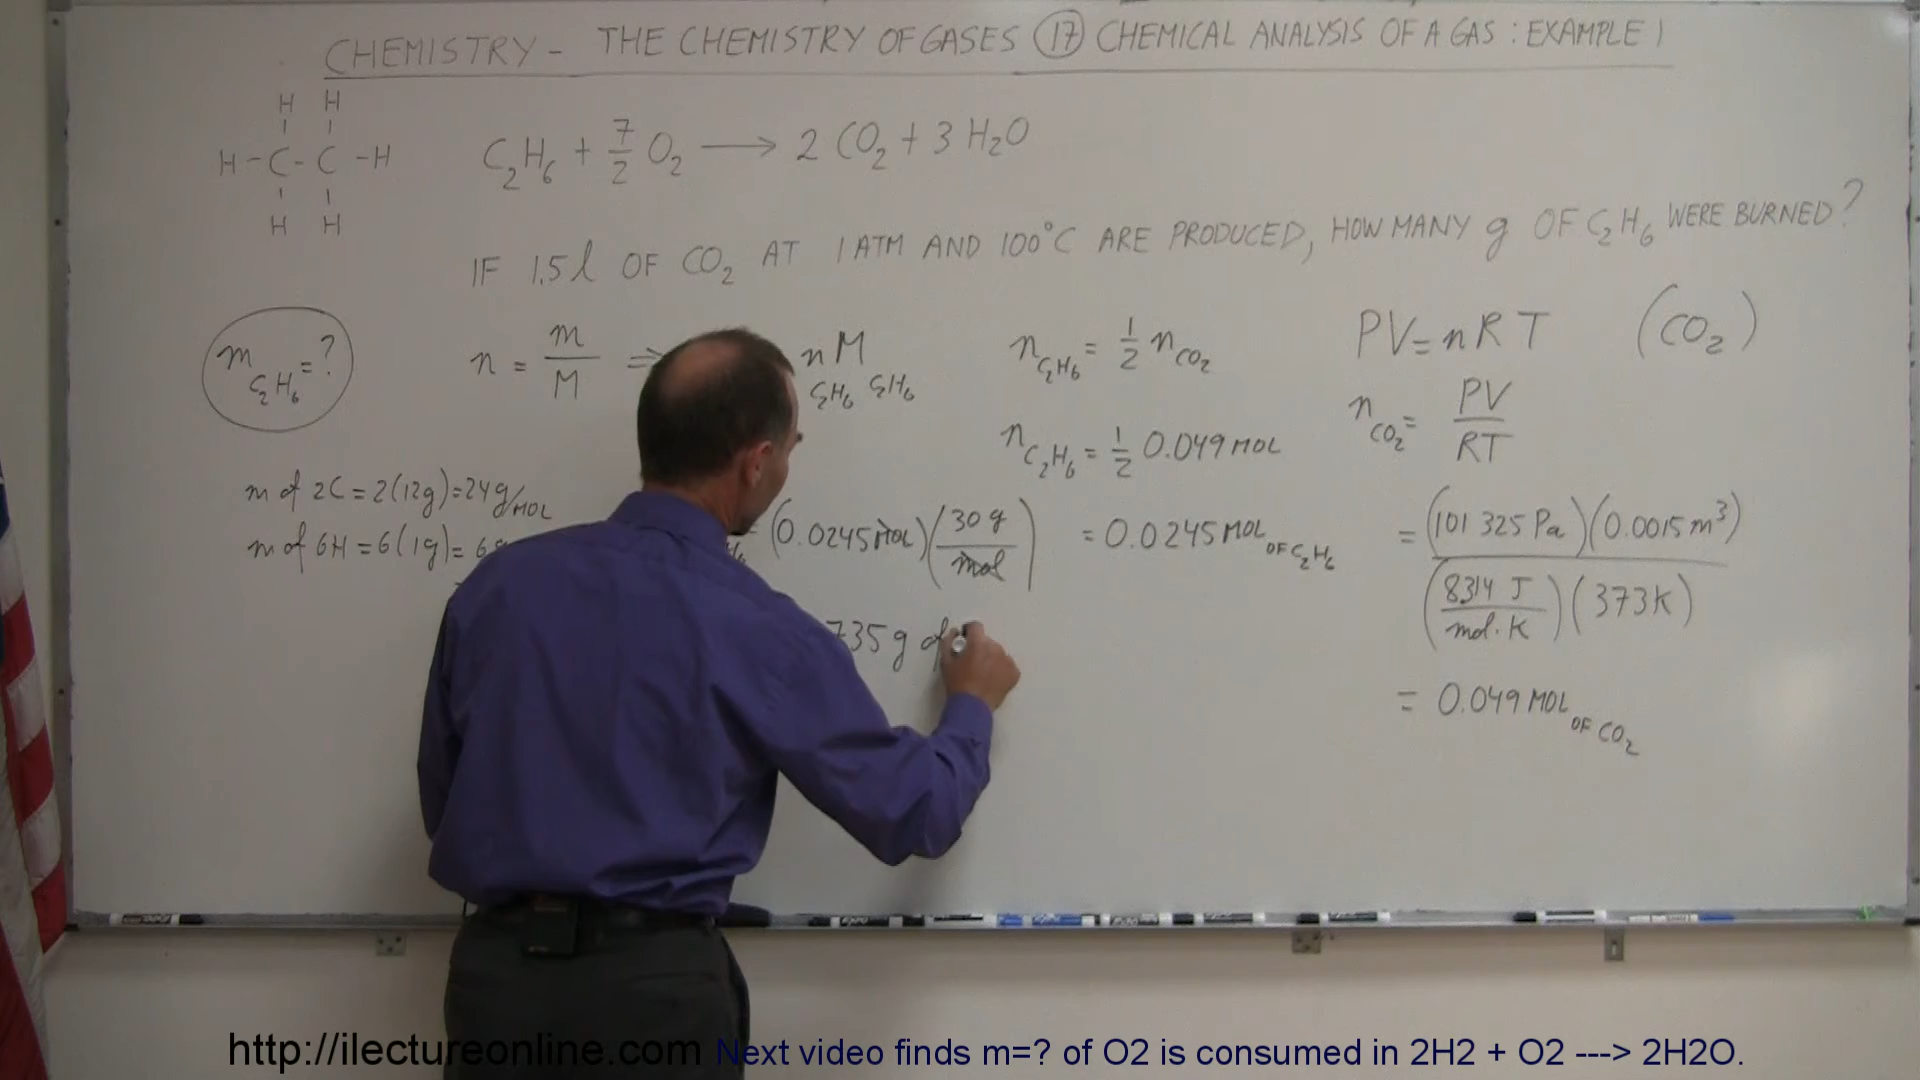 CHEMISTRY - THE CHEMISTRY OF GASES 17 CHEMICAL ANALYSIS OF A GAS : EXAMPLE 1
H H
H - C - C - H
H H
C2H6 + 7/2 O2 ⟶ 2 CO2 + 3 H2O
IF 1.5 l OF CO2 AT 1 ATM AND 100°C ARE PRODUCED, HOW MANY g OF C2H6 WERE BURNED?
m C2H6 = ?
n = m/M ⇒
nM
C2H6 C2H6
n C2H6 = 1/2 n CO2
PV = nRT (CO2)
n C2H6 = 1/2 0.049 MOL
n CO2 = PV/RT
m of 2C = 2(12g) = 24 g/MOL
m of 6H = 6(1g) = 6
= (0.0245 MOL)(30 g/mol)
= 0.0245 MOL OF C2H6
= (101 325 Pa)(0.0015 m³) / (8314 J/mol·K)(373K)
735 g of
= 0.049 MOL OF CO2
http://ilectureonline.com Next video finds m=? of O2 is consumed in 2H2 + O2 ---> 2H2O.